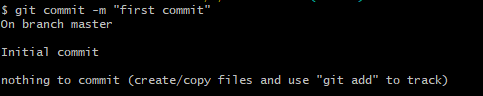 $ git commit -m "first commit"
On branch master
Initial commit
nothing to commit (create/copy files and use "git add" to track)